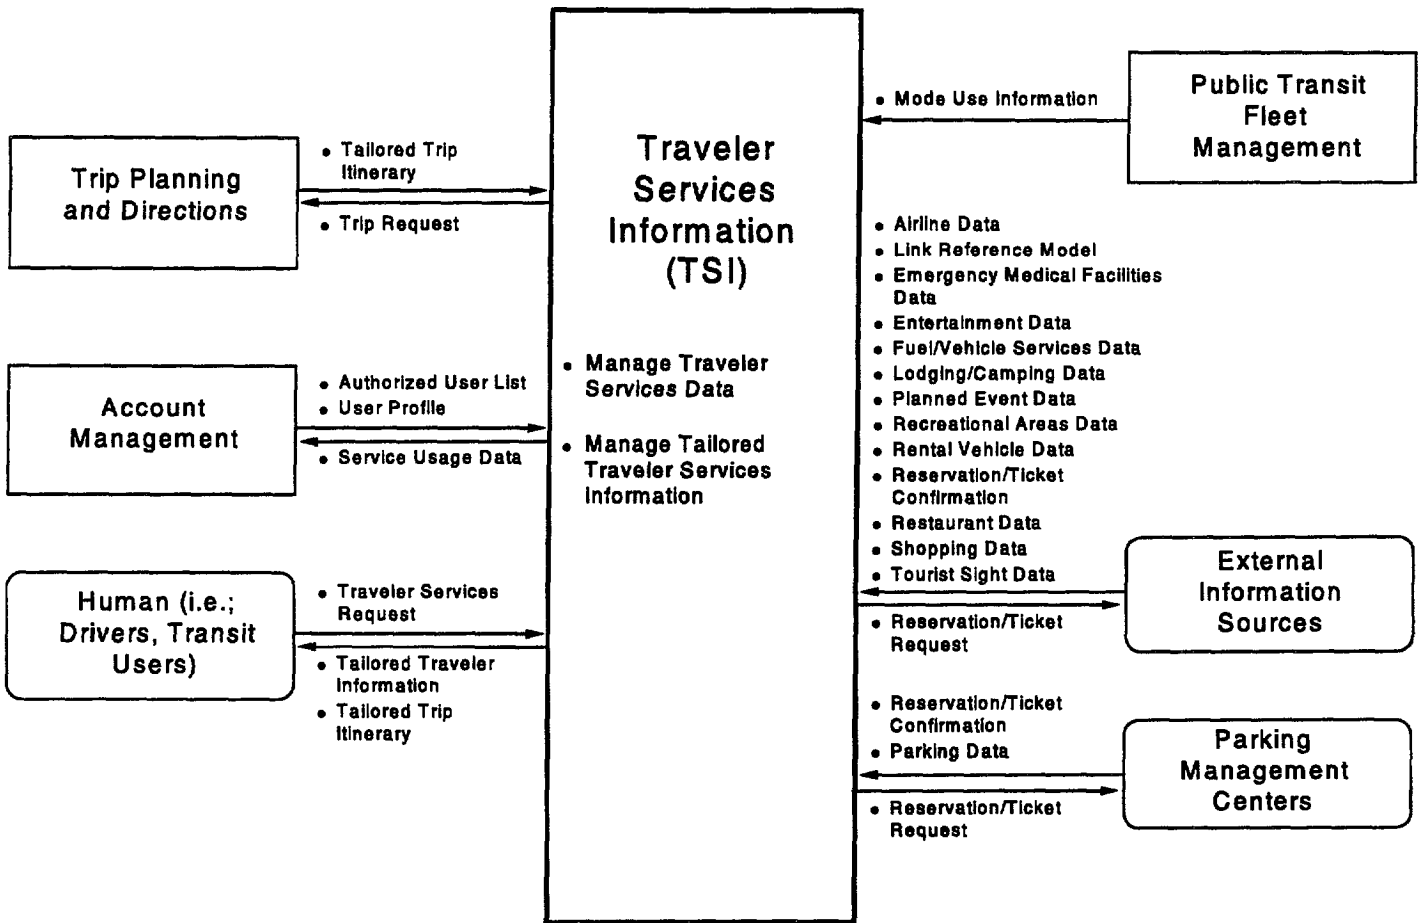 Traveler
Services
Information
(TSI)
• Manage Traveler
Services Data
• Manage Tailored
Traveler Services
Information
Trip Planning
and Directions
• Tailored Trip
Itinerary
• Trip Request
Account
Management
• Authorized User List
• User Profile
• Service Usage Data
Human (i.e.;
Drivers, Transit
Users)
• Traveler Services
Request
• Tailored Traveler
Information
• Tailored Trip
Itinerary
• Mode Use Information
Public Transit
Fleet
Management
• Airline Data
• Link Reference Model
• Emergency Medical Facilities
Data
• Entertainment Data
• Fuel/Vehicle Services Data
• Lodging/Camping Data
• Planned Event Data
• Recreational Areas Data
• Rental Vehicle Data
• Reservation/Ticket
Confirmation
• Restaurant Data
• Shopping Data
• Tourist Sight Data
• Reservation/Ticket
Request
External
Information
Sources
• Reservation/Ticket
Confirmation
• Parking Data
• Reservation/Ticket
Request
Parking
Management
Centers